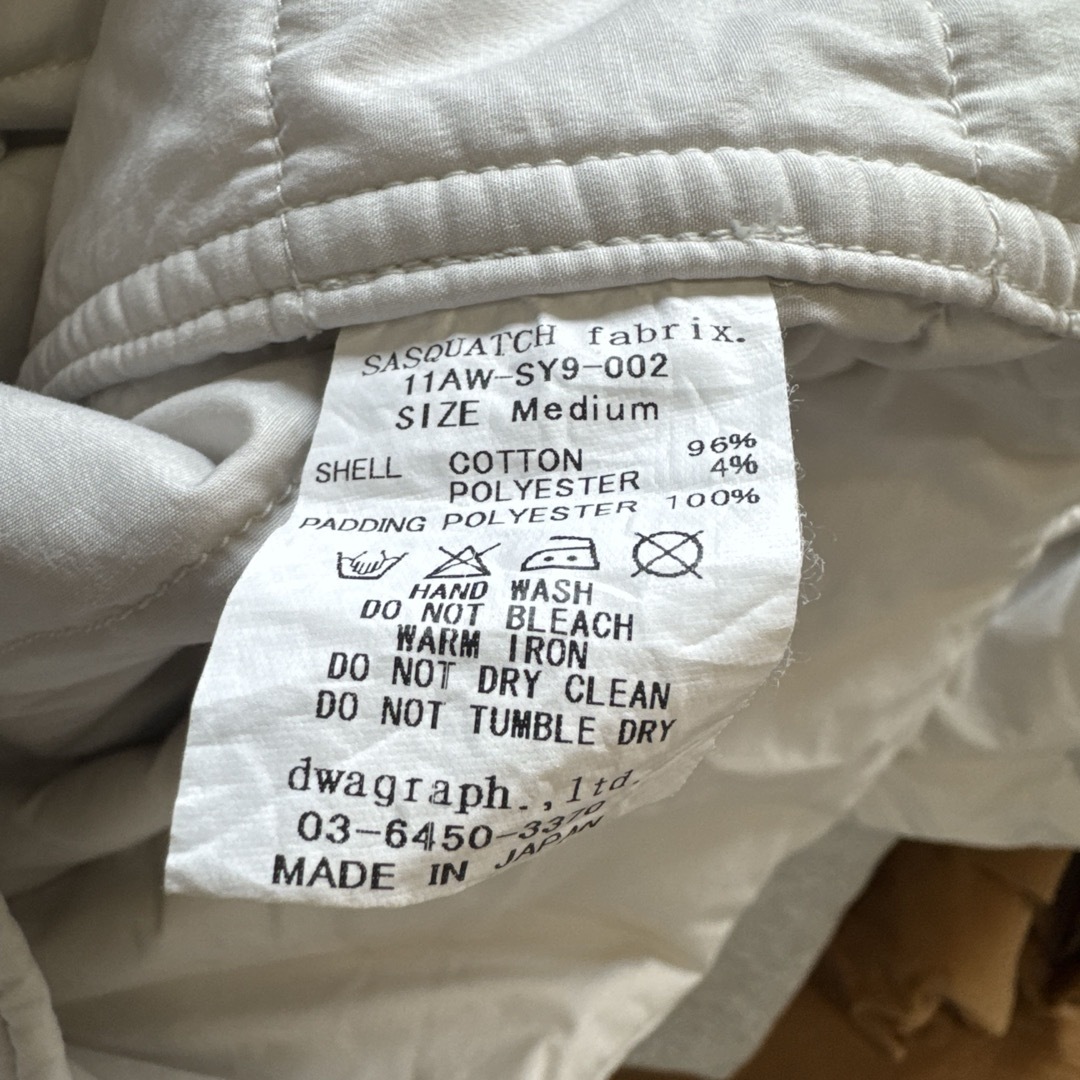 SASQUATCH fabrix.
11AW-SY9-002
SIZE Medium
SHELL COTTON 96%
POLYESTER 4%
PADDING POLYESTER 100%
HAND WASH
DO NOT BLEACH
WARM IRON
DO NOT DRY CLEAN
DO NOT TUMBLE DRY
dwagraph.,ltd.
03-6450-3370
MADE IN JAPAN